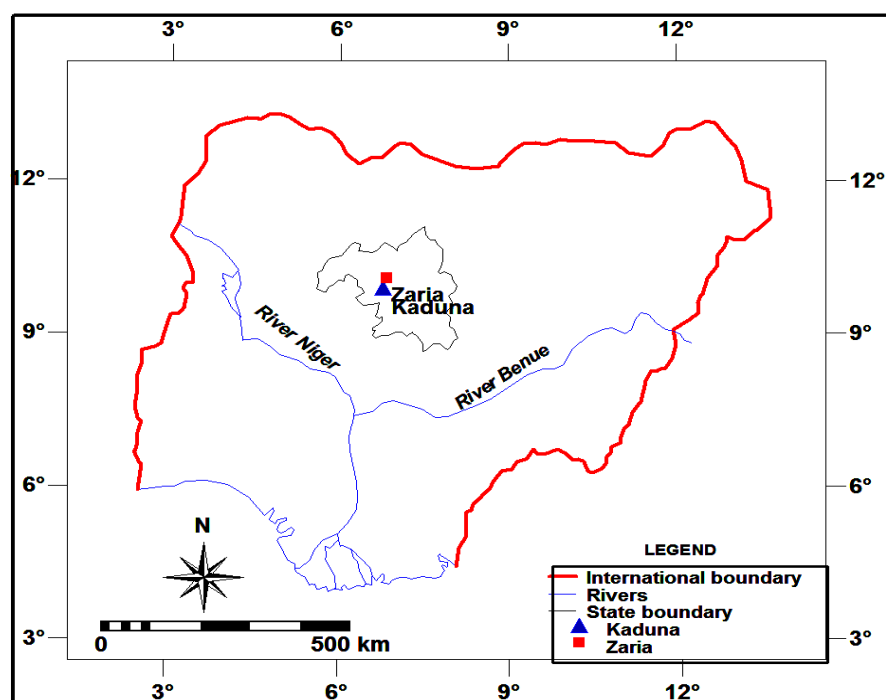 3° 6° 9° 12°
12° 12°
Zaria
Kaduna
9° 9°
River Niger
River Benue
6° 6°
N
LEGEND
International boundary
Rivers
State boundary
Kaduna
Zaria
0 500 km
3° 3°
3° 6° 9° 12°